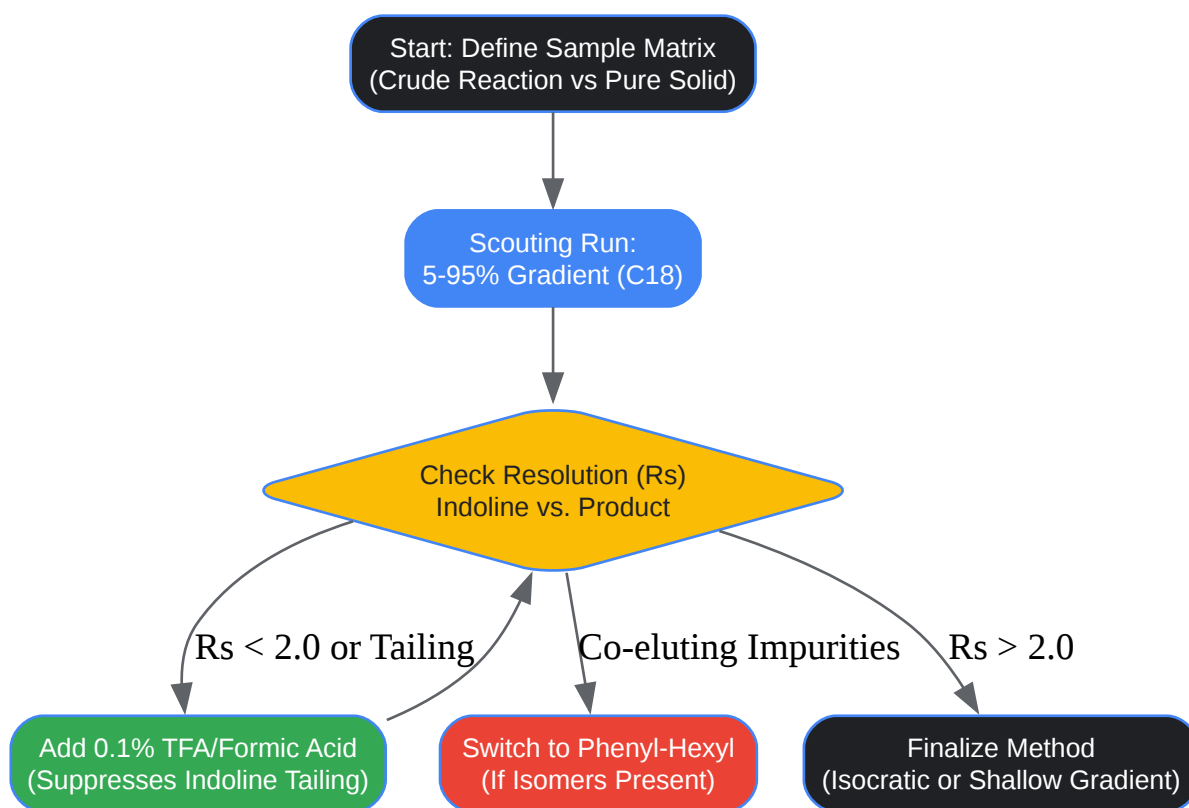 Start: Define Sample Matrix
(Crude Reaction vs Pure Solid)
Scouting Run:
5-95% Gradient (C18)
Check Resolution (Rs)
Indoline vs. Product
Rs < 2.0 or Tailing
Co-eluting Impurities
Rs > 2.0
Add 0.1% TFA/Formic Acid
(Suppresses Indoline Tailing)
Switch to Phenyl-Hexyl
(If Isomers Present)
Finalize Method
(Isocratic or Shallow Gradient)